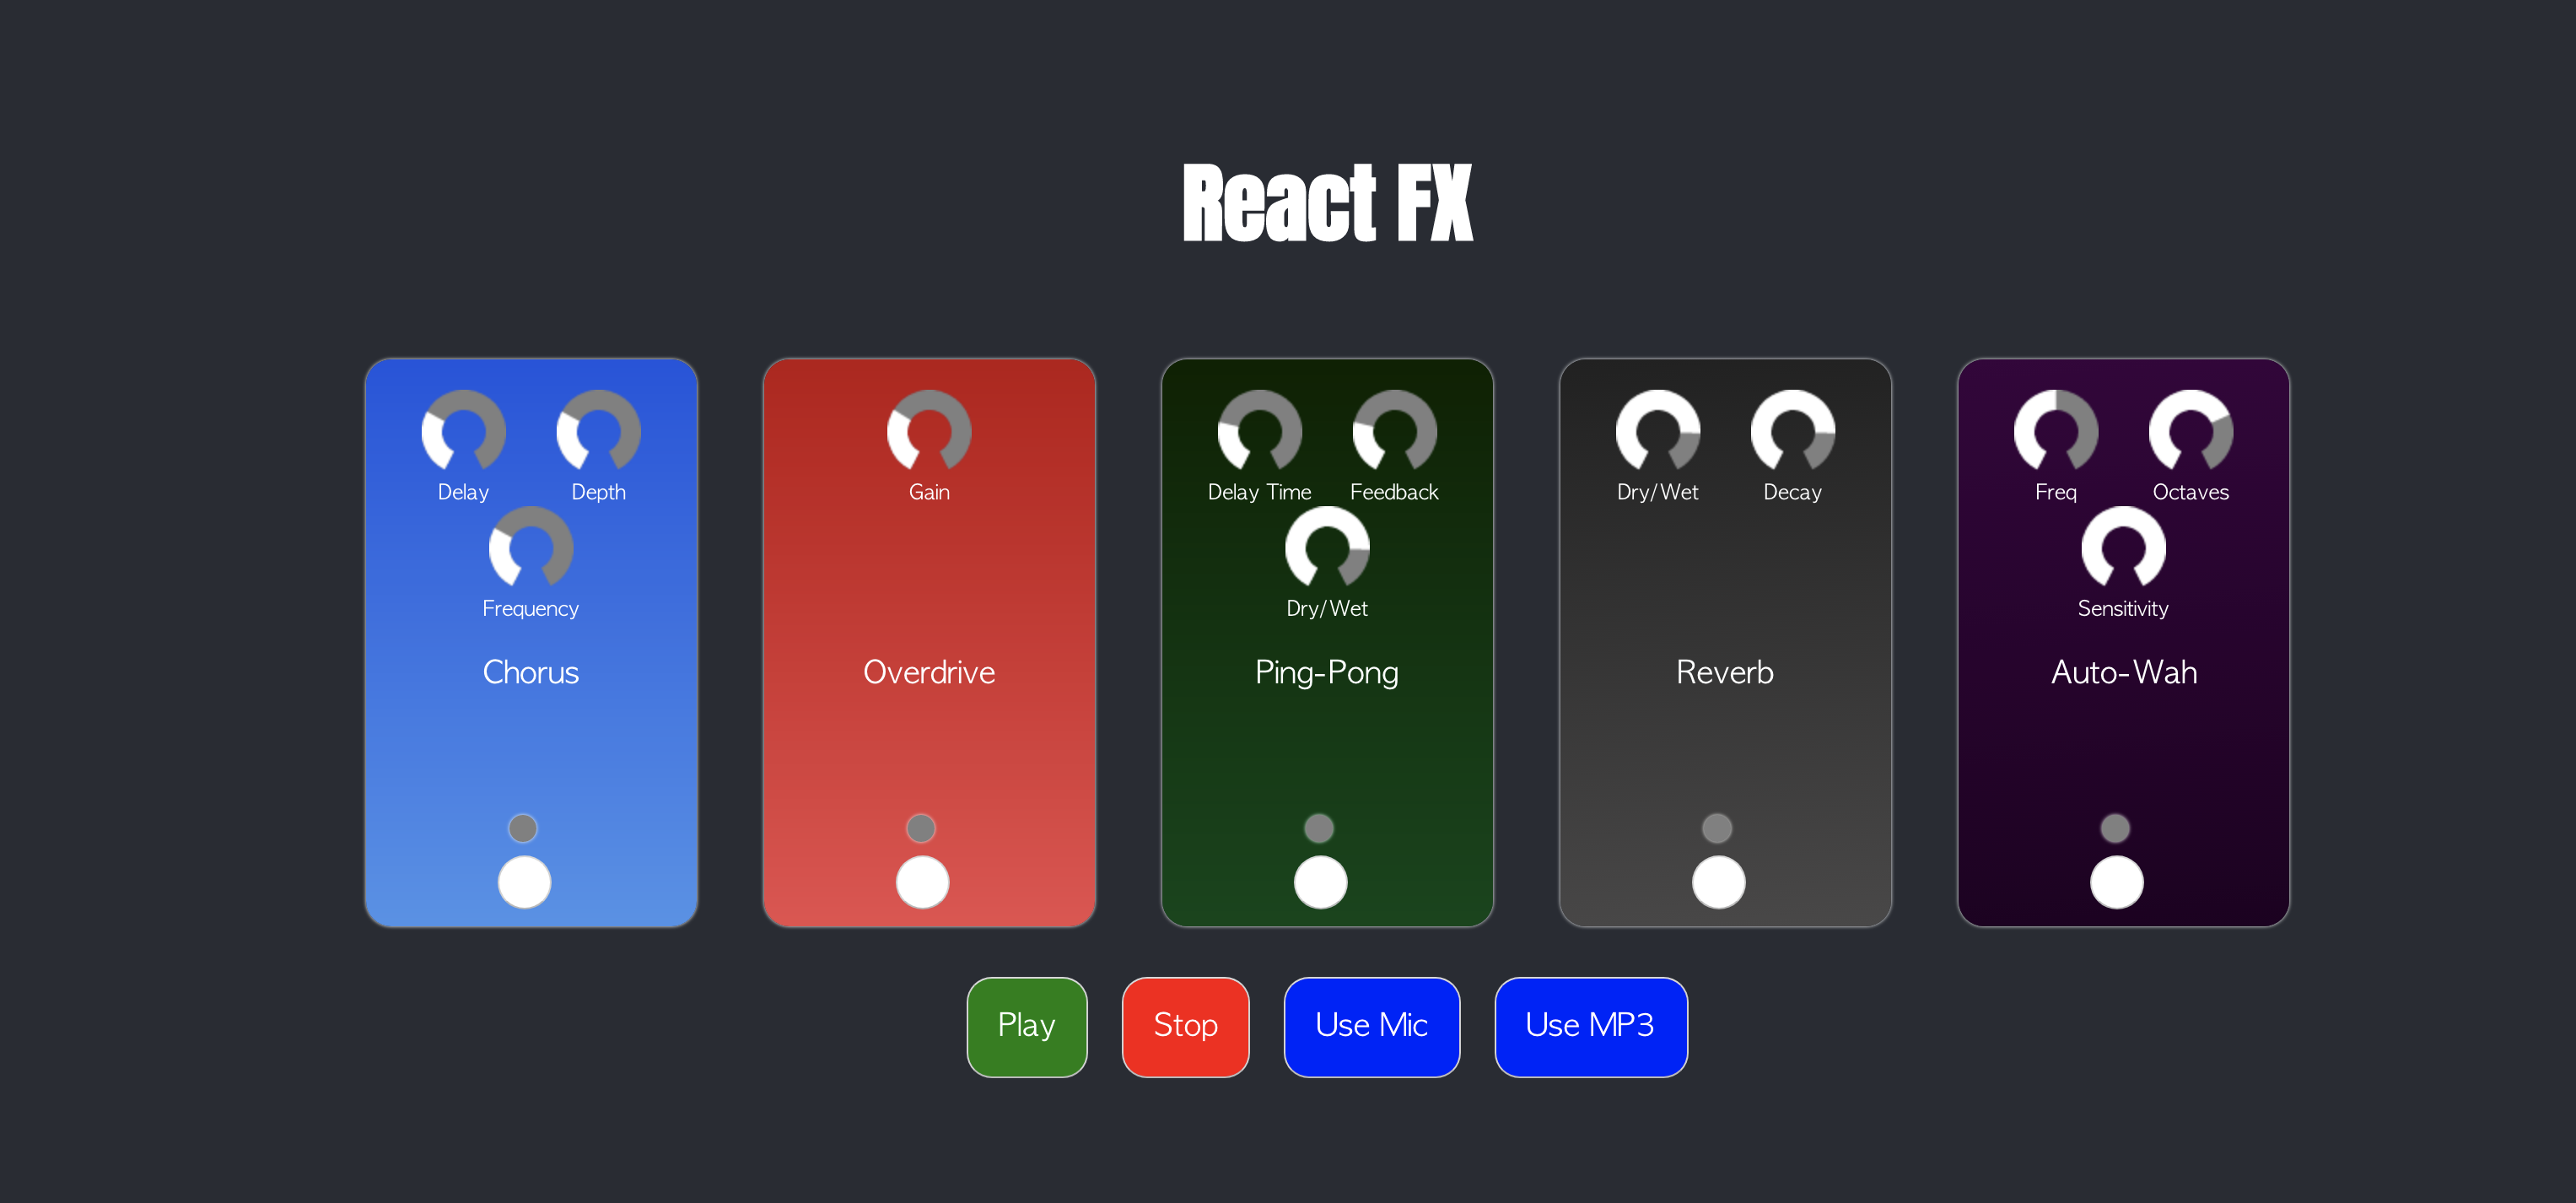 React FX
Delay
Depth
Frequency
Chorus
Gain
Overdrive
Delay Time
Feedback
Dry/Wet
Ping-Pong
Dry/Wet
Decay
Reverb
Freq
Octaves
Sensitivity
Auto-Wah
Play
Stop
Use Mic
Use MP3